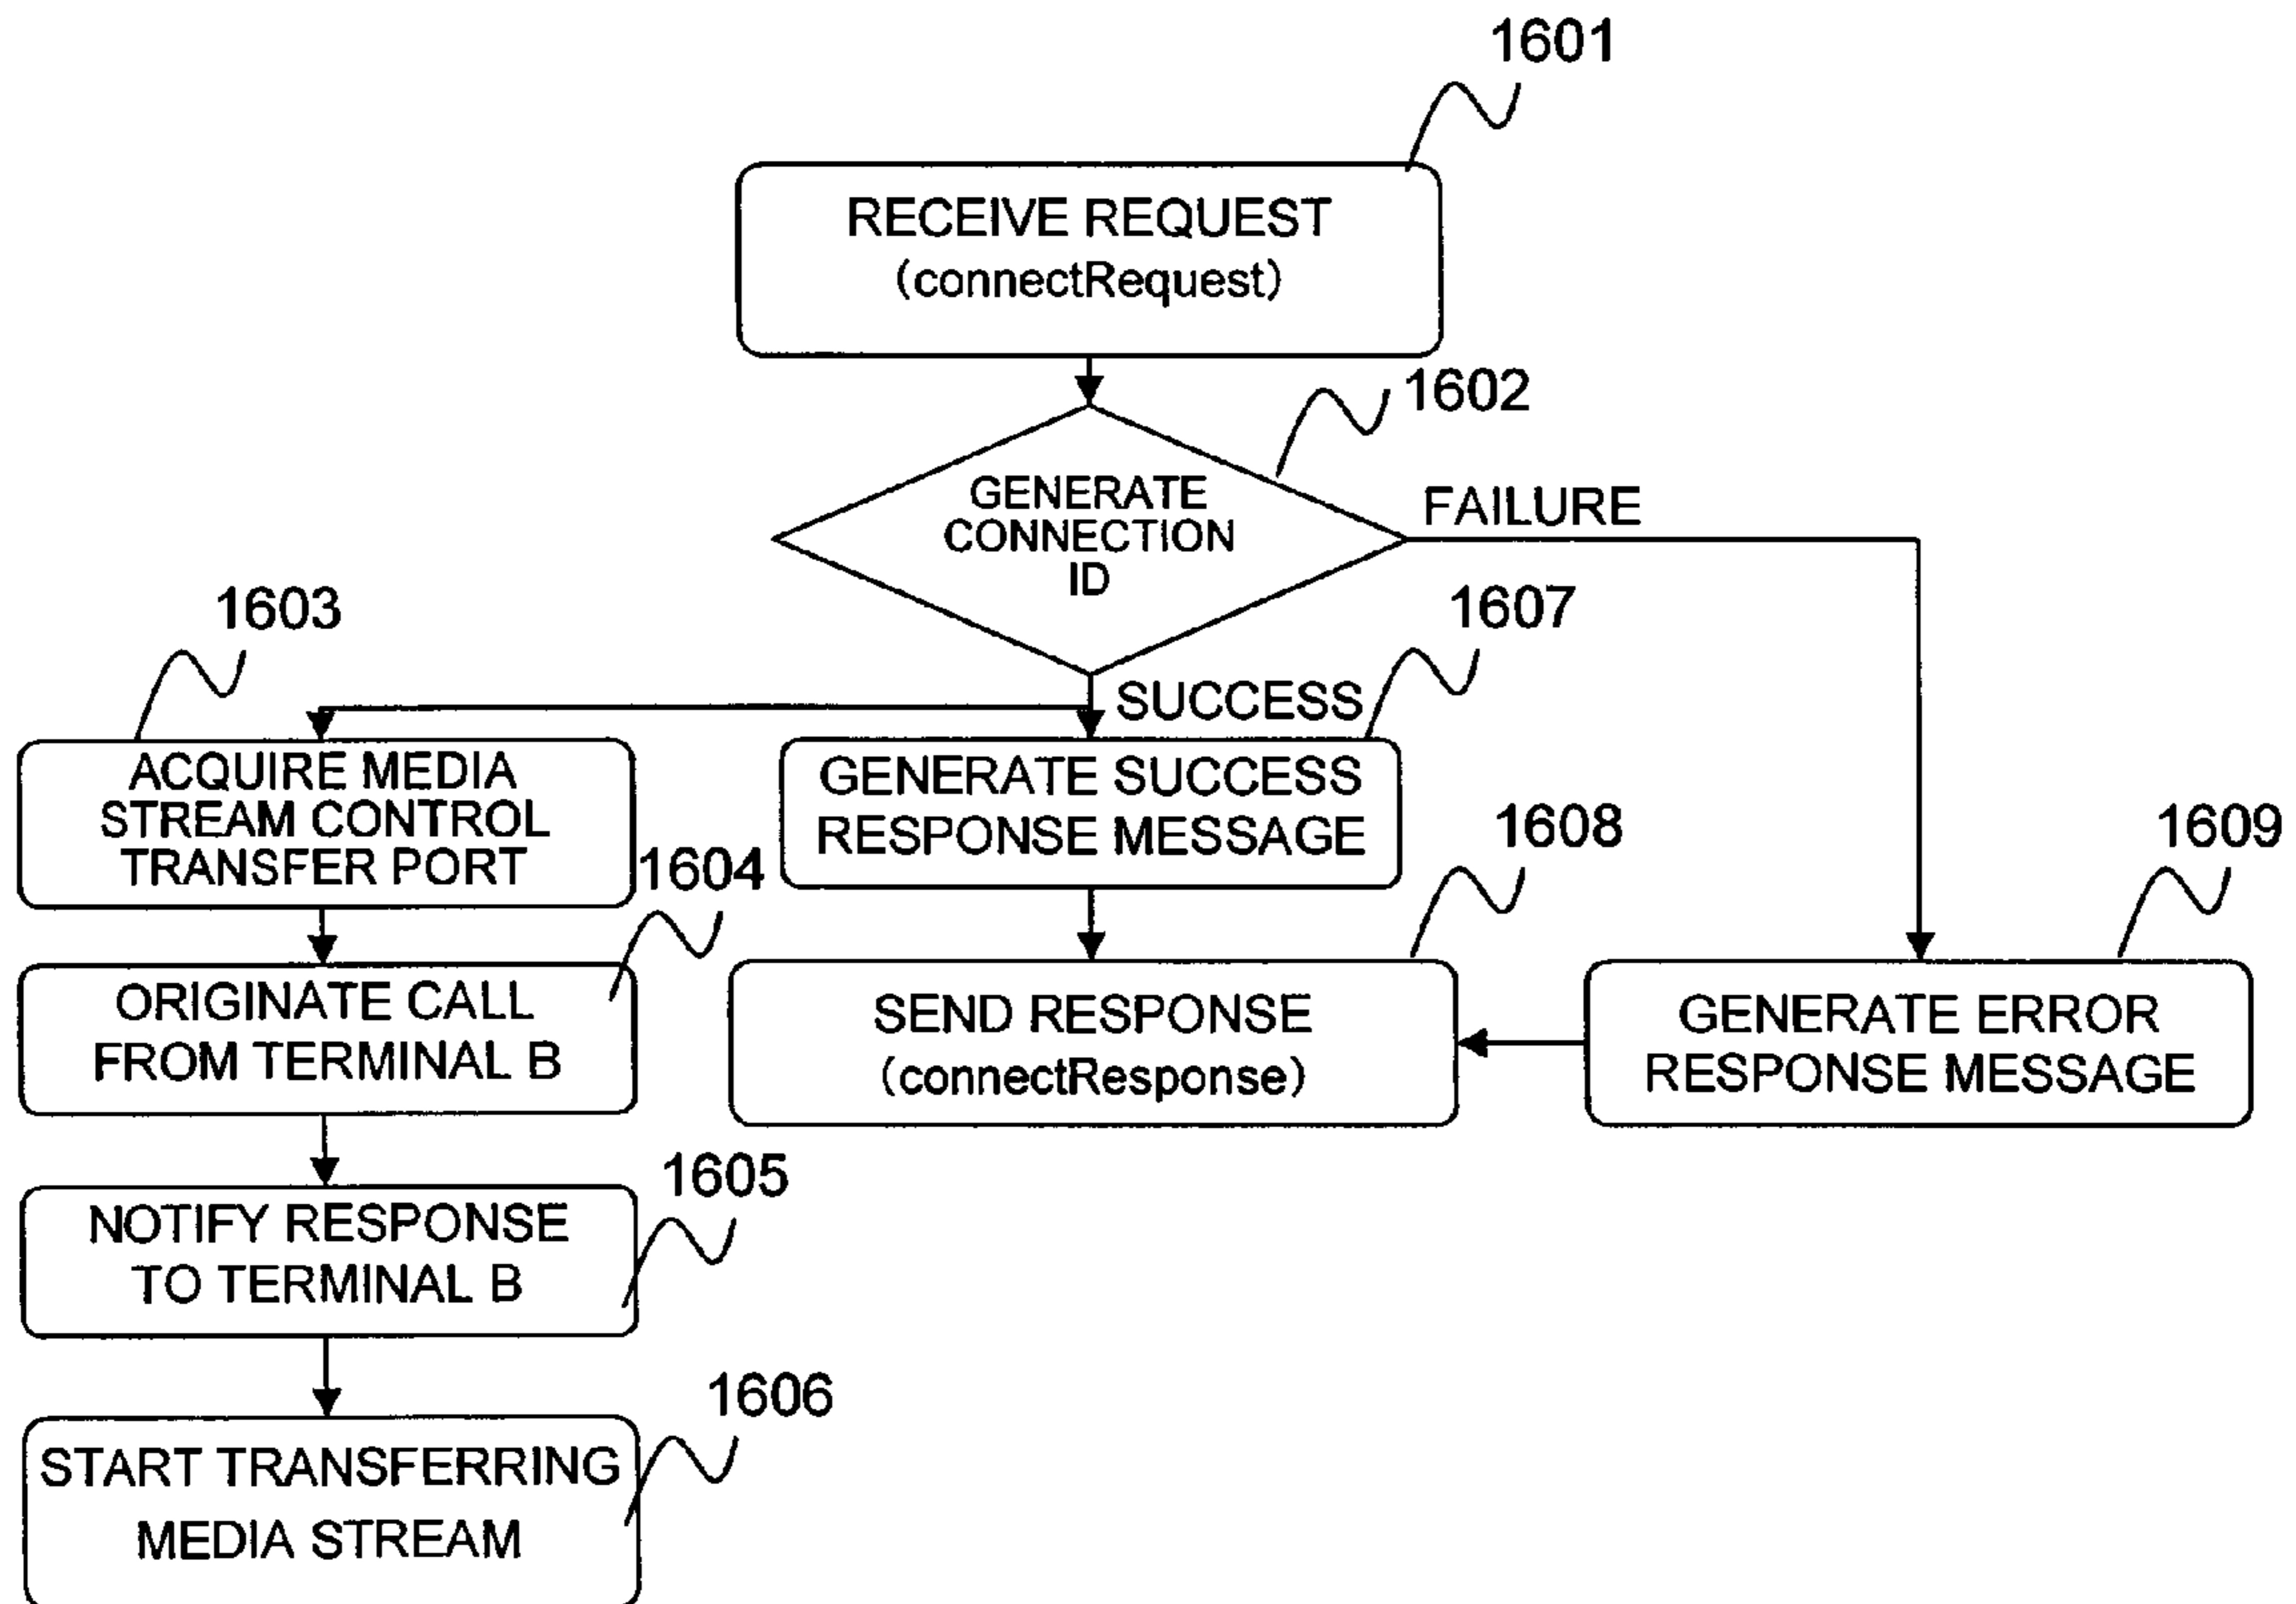 1601
RECEIVE REQUEST
(connectRequest)
1602
GENERATE
CONNECTION
ID
FAILURE
1603
1607
SUCCESS
ACQUIRE MEDIA
STREAM CONTROL
TRANSFER PORT
GENERATE SUCCESS
RESPONSE MESSAGE
1604
1608
1609
ORIGINATE CALL
FROM TERMINAL B
SEND RESPONSE
(connectResponse)
GENERATE ERROR
RESPONSE MESSAGE
1605
NOTIFY RESPONSE
TO TERMINAL B
1606
START TRANSFERRING
MEDIA STREAM